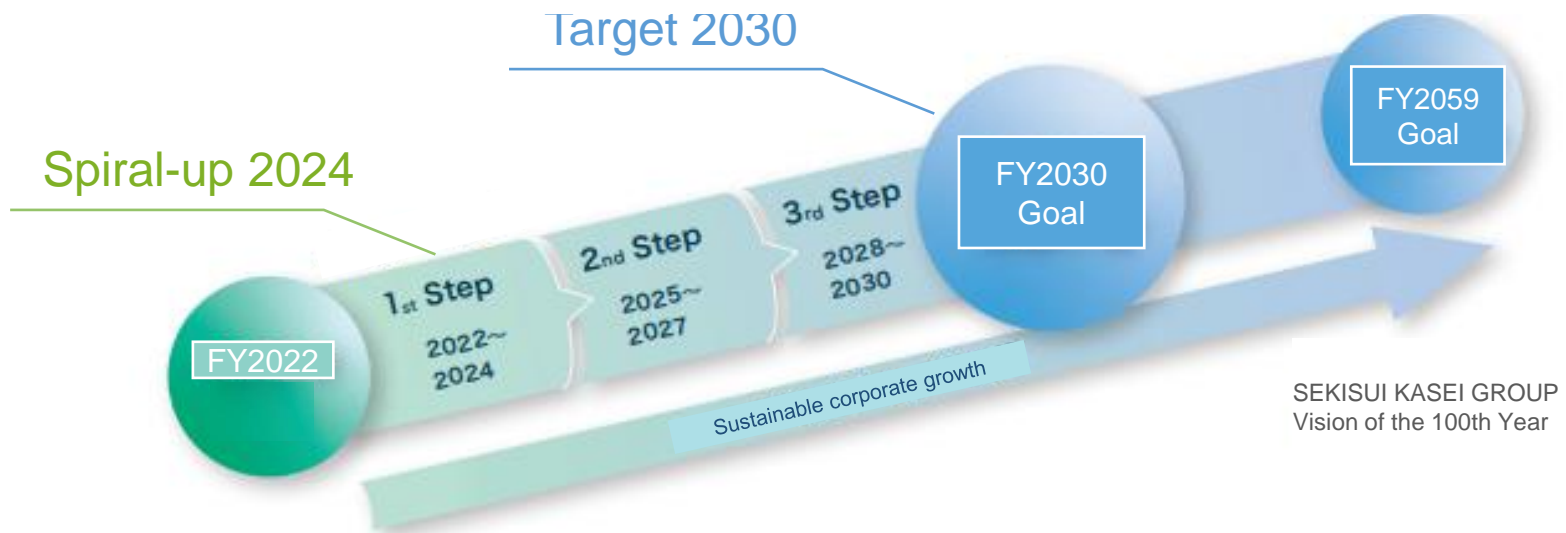 Target 2030
FY2059
Goal
Spiral-up 2024
FY2030
Goal
3rd Step
2028~
2030
2nd Step
2025~
2027
1st Step
2022~
2024
FY2022
Sustainable corporate growth
SEKISUI KASEI GROUP
Vision of the 100th Year